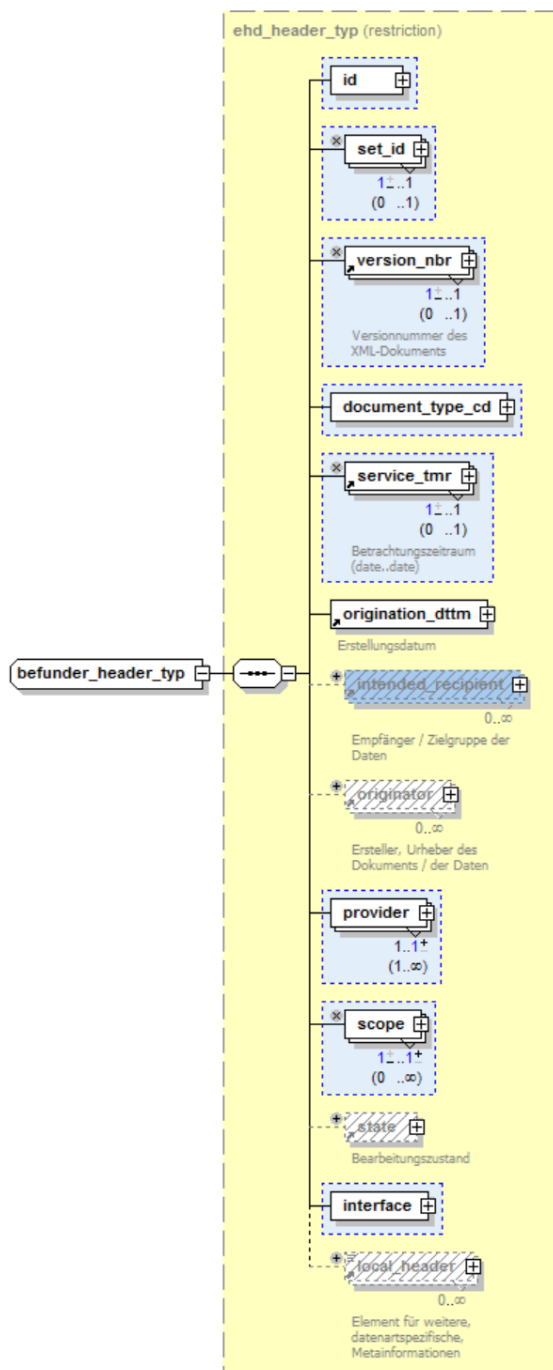 ehd_header_typ (restriction)
id
set_id
1..1
(0 ..1)
version_nbr
1..1
(0 ..1)
Versionnummer des
XML-Dokuments
document_type_cd
service_tmr
1..1
(0 ..1)
Betrachtungszeitraum
(date..date)
origination_dttm
Erstellungsdatum
befunder_header_typ
intended_recipient
0..∞
Empfänger / Zielgruppe der
Daten
originator
0..∞
Ersteller, Urheber des
Dokuments / der Daten
provider
1..1
(1..∞)
scope
1..1
(0 ..∞)
state
Bearbeitungszustand
interface
local_header
0..∞
Element für weitere,
datenartspezifische,
Metainformationen